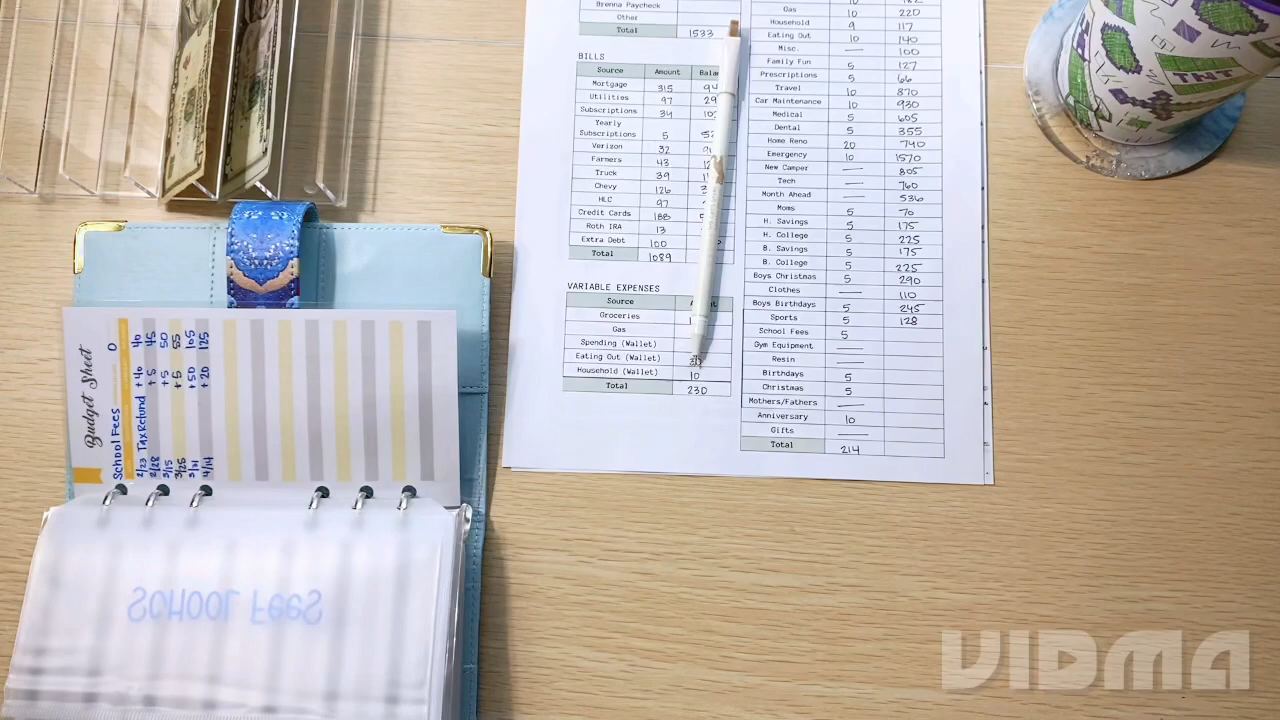 Brenna Paycheck
Other
Total 1533
BILLS
Source Amount
Mortgage 315
Utilities 97
Subscriptions 34
Yearly
Subscriptions 5
Verizon 32
Farmers 43
Truck 39
Chevy 126
HLC 97
Credit Cards 188
Roth IRA 13
Extra Debt 100
Total 1089
VARIABLE EXPENSES
Source
Groceries
Gas
Spending (Wallet)
Eating Out (Wallet)
Household (Wallet) 10
Total 230
Gas 10 220
Household 9 117
Eating Out 10 140
Misc. — 100
Family Fun 5 127
Prescriptions 5 66
Travel 10 870
Car Maintenance 10 930
Medical 5 605
Dental 5 355
Home Reno 20 740
Emergency 10 1570
New Camper — 805
Tech — 760
Month Ahead — 536
Moms 5 70
H. Savings 5 175
H. College 5 225
B. Savings 5 175
B. College 5 225
Boys Christmas 5 290
Clothes — 110
Boys Birthdays 5 245
Sports 5 128
School Fees 5
Gym Equipment —
Resin —
Birthdays 5
Christmas 5
Mothers/Fathers —
Anniversary 10
Gifts —
Total 214
TNT
Budget Sheet
School Fees 0
2/23 Tax Refund + 40 40
2/28 + 5 45
3/15 + 5 50
3/25 + 5 55
3/31 + 50 105
4/14 + 20 125
SCHOOL FeeS
VIDMA